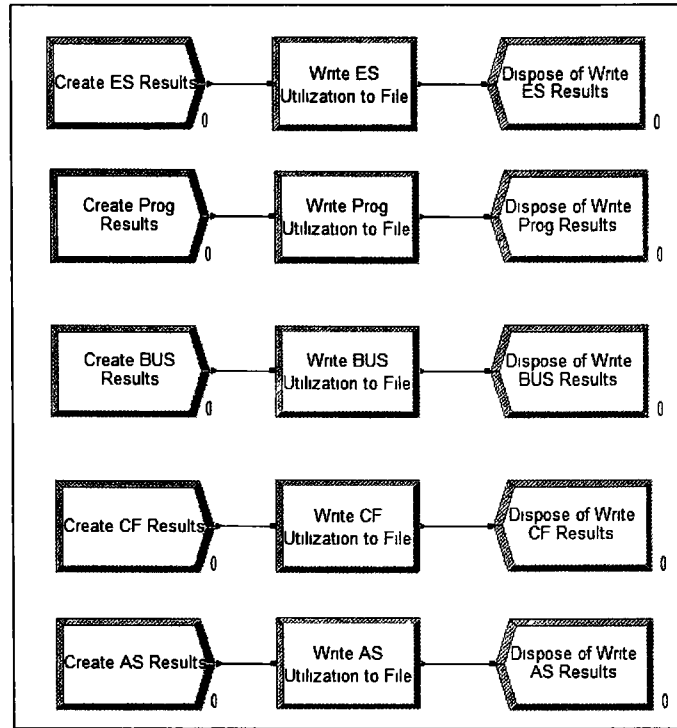 Create ES Results
Write ES
Utilization to File
Dispose of Write
ES Results
0
0
Create Prog
Results
Write Prog
Utilization to File
Dispose of Write
Prog Results
0
0
Create BUS
Results
Write BUS
Utilization to File
Dispose of Write
BUS Results
0
0
Create CF Results
Write CF
Utilization to File
Dispose of Write
CF Results
0
0
Create AS Results
Write AS
Utilization to File
Dispose of Write
AS Results
0
0